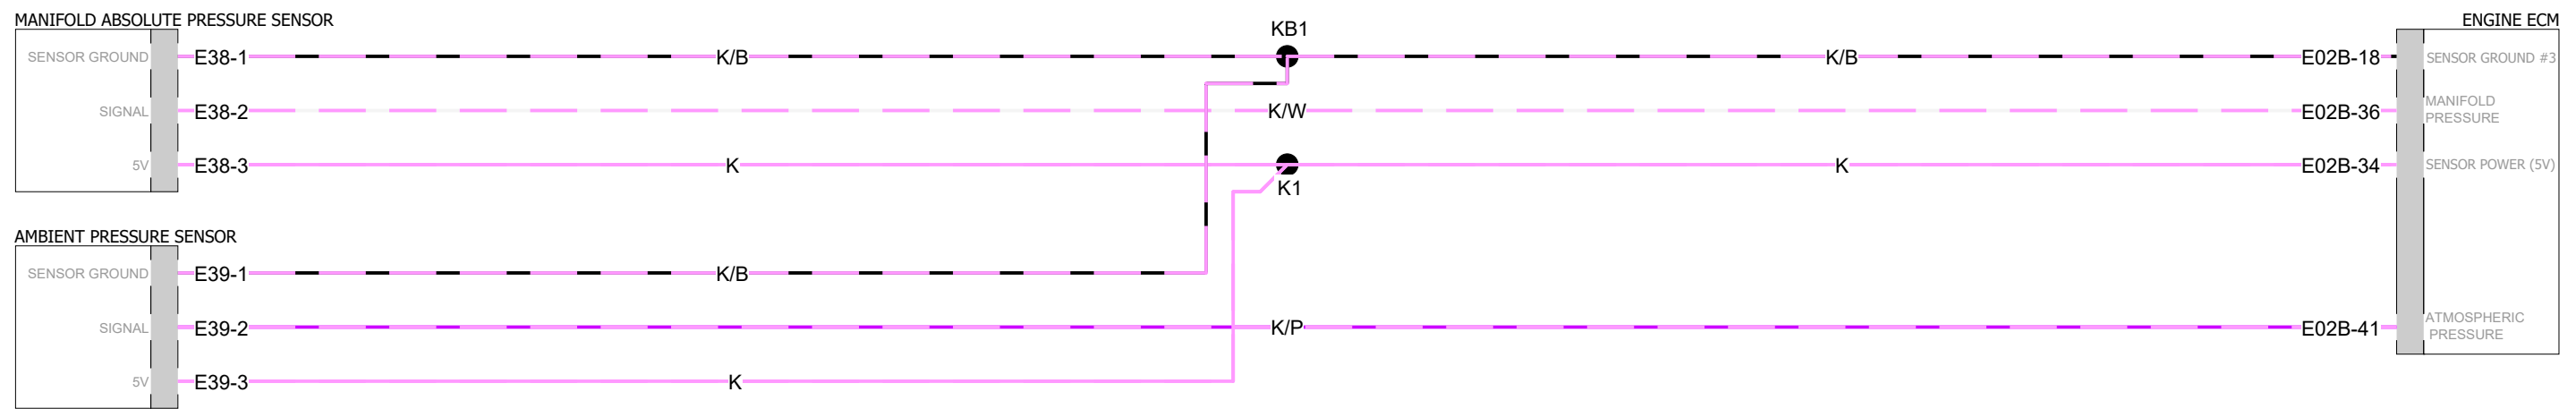 MANIFOLD ABSOLUTE PRESSURE SENSOR
KB1
ENGINE ECM
SENSOR GROUND E38-1 K/B K/B E02B-18 SENSOR GROUND #3
SIGNAL E38-2 K/W E02B-36 MANIFOLD
PRESSURE
5V E38-3 K K E02B-34 SENSOR POWER (5V)
K1
AMBIENT PRESSURE SENSOR
SENSOR GROUND E39-1 K/B
SIGNAL E39-2 K/P E02B-41 ATMOSPHERIC
PRESSURE
5V E39-3 K